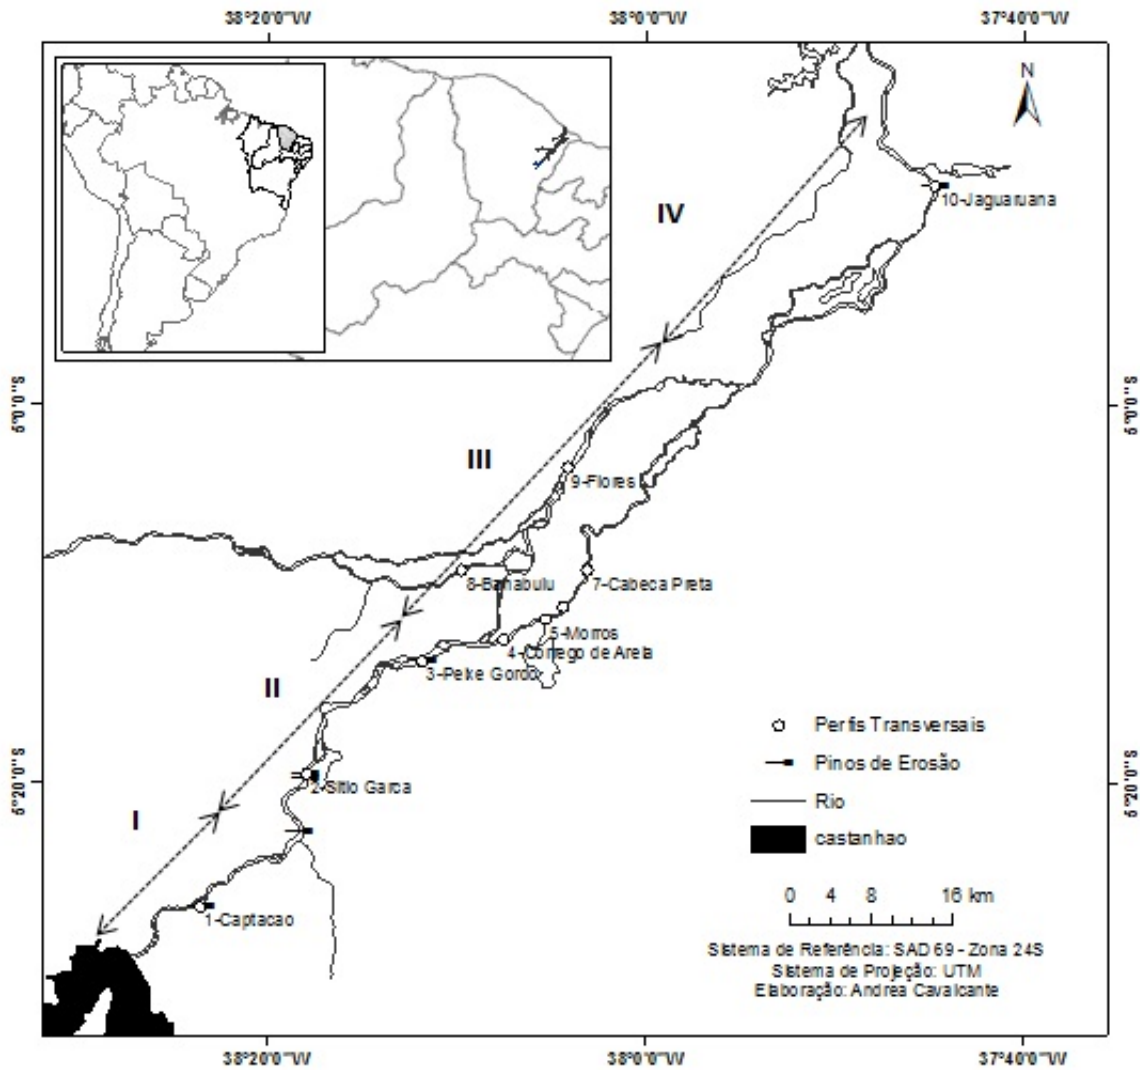 38°20'0"W
38°0'0"W
37°40'0"W
N
10-Jaguaruana
IV
5°0'0"S
5°0'0"S
III
9-Flores
8-Banabuiu
7-Cabeca Preta
5-Morros
4-Corrego de Areia
3-Peixe Gordo
II
Perfis Transversais
Pinos de Erosão
2-Sitio Garca
5°20'0"S
5°20'0"S
Rio
I
castanhao
0 4 8 16 km
1-Captacao
Sistema de Referência: SAD 69 - Zona 24S
Sistema de Projeção: UTM
Elaboração: Andrea Cavalcante
38°20'0"W
38°0'0"W
37°40'0"W